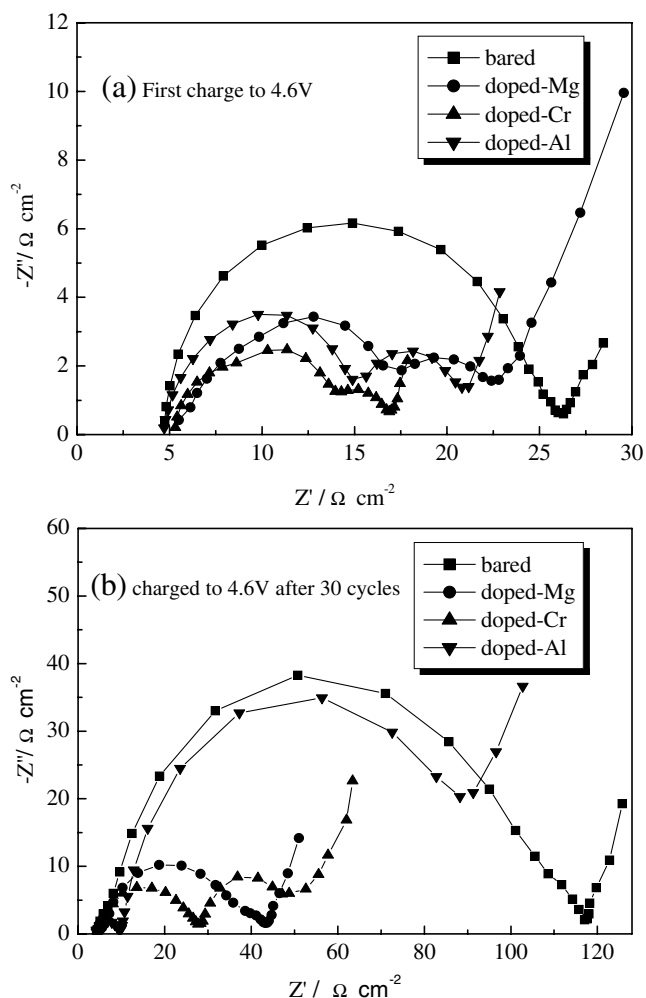 12
10
8
6
4
2
0
-Z''/ Ω cm-2
(a) First charge to 4.6V
bared
doped-Mg
doped-Cr
doped-Al
0 5 10 15 20 25 30
Z' / Ω cm-2
60
50
40
30
20
10
0
-Z''/ Ω cm-2
(b) charged to 4.6V after 30 cycles
bared
doped-Mg
doped-Cr
doped-Al
0 20 40 60 80 100 120
Z' / Ω cm-2